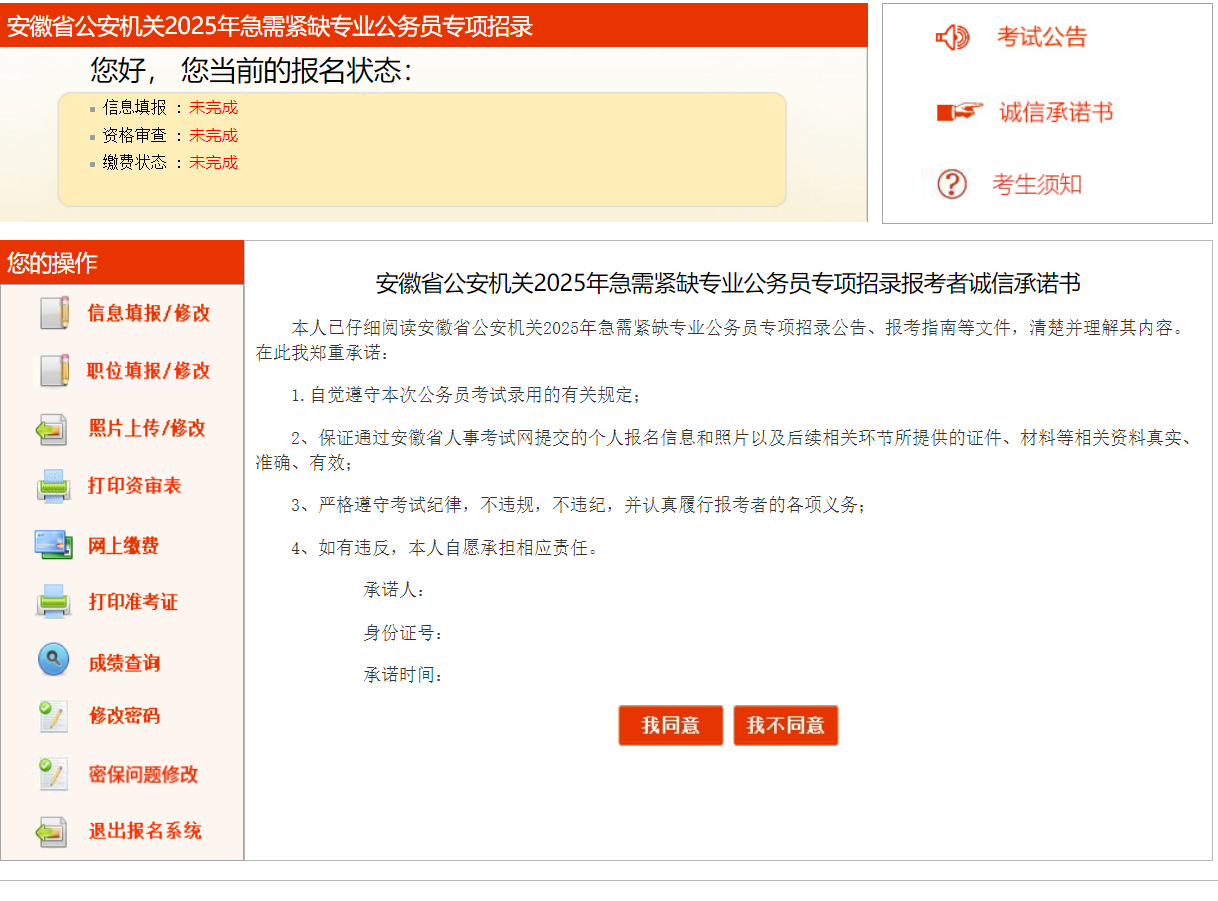 安徽省公安机关2025年急需紧缺专业公务员专项招录
您好， 您当前的报名状态：
信息填报 ：未完成
资格审查 ：未完成
缴费状态 ：未完成
考试公告
诚信承诺书
考生须知
您的操作
信息填报/修改
职位填报/修改
照片上传/修改
打印资审表
网上缴费
打印准考证
成绩查询
修改密码
密保问题修改
退出报名系统
安徽省公安机关2025年急需紧缺专业公务员专项招录报考者诚信承诺书
本人已仔细阅读安徽省公安机关2025年急需紧缺专业公务员专项招录公告、报考指南等文件，清楚并理解其内容。
在此我郑重承诺：
1.自觉遵守本次公务员考试录用的有关规定；
2、保证通过安徽省人事考试网提交的个人报名信息和照片以及后续相关环节所提供的证件、材料等相关资料真实、
准确、有效；
3、严格遵守考试纪律，不违规，不违纪，并认真履行报考者的各项义务；
4、如有违反，本人自愿承担相应责任。
承诺人：
身份证号：
承诺时间：
我同意
我不同意